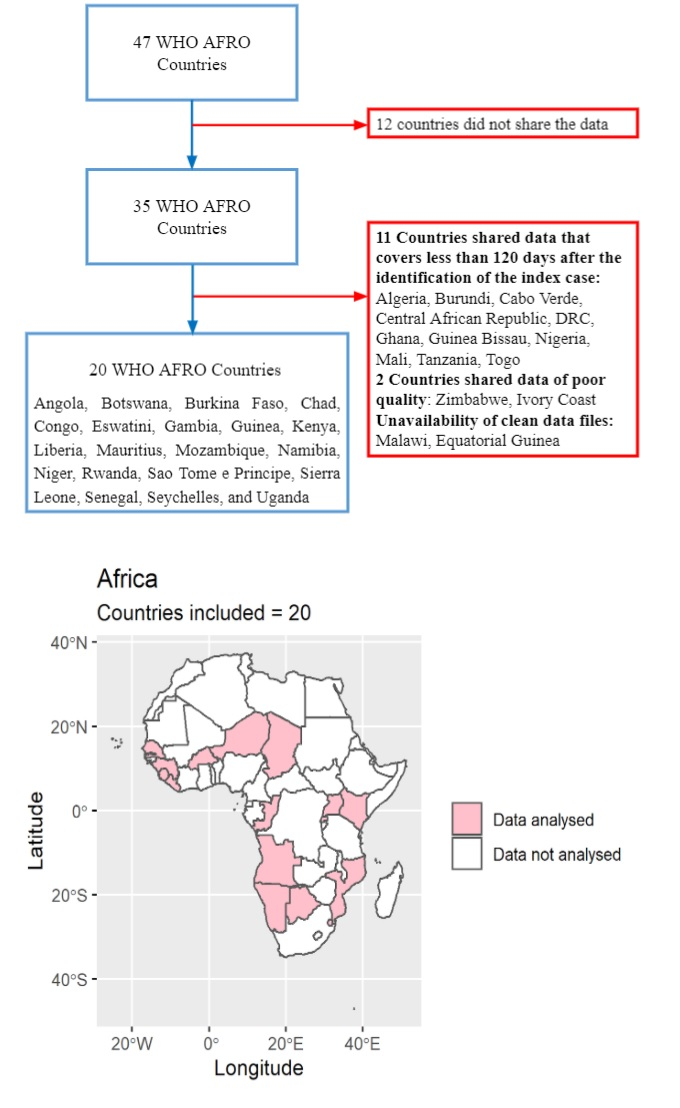 47 WHO AFRO
Countries
12 countries did not share the data
35 WHO AFRO
Countries
11 Countries shared data that
covers less than 120 days after the
identification of the index case:
Algeria, Burundi, Cabo Verde,
Central African Republic, DRC,
Ghana, Guinea Bissau, Nigeria,
Mali, Tanzania, Togo
2 Countries shared data of poor
quality: Zimbabwe, Ivory Coast
Unavailability of clean data files:
Malawi, Equatorial Guinea
20 WHO AFRO Countries
Angola, Botswana, Burkina Faso, Chad,
Congo, Eswatini, Gambia, Guinea, Kenya,
Liberia, Mauritius, Mozambique, Namibia,
Niger, Rwanda, Sao Tome e Principe, Sierra
Leone, Senegal, Seychelles, and Uganda
Africa
Countries included = 20
40°N
20°N
0°
20°S
40°S
Latitude
20°W 0° 20°E 40°E
Longitude
Data analysed
Data not analysed